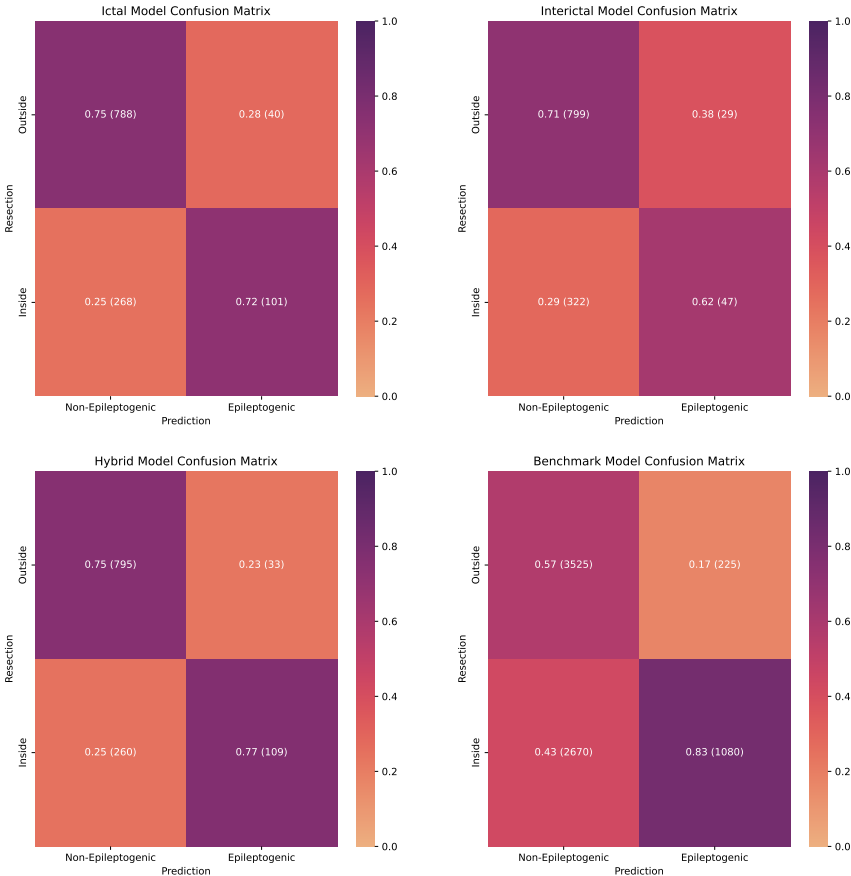 Ictal Model Confusion Matrix
Outside
Inside
Resection
0.75 (788)
0.28 (40)
0.25 (268)
0.72 (101)
Non-Epileptogenic
Epileptogenic
Prediction
1.0
0.8
0.6
0.4
0.2
0.0
Interictal Model Confusion Matrix
Outside
Inside
Resection
0.71 (799)
0.38 (29)
0.29 (322)
0.62 (47)
Non-Epileptogenic
Epileptogenic
Prediction
1.0
0.8
0.6
0.4
0.2
0.0
Hybrid Model Confusion Matrix
Outside
Inside
Resection
0.75 (795)
0.23 (33)
0.25 (260)
0.77 (109)
Non-Epileptogenic
Epileptogenic
Prediction
1.0
0.8
0.6
0.4
0.2
0.0
Benchmark Model Confusion Matrix
Outside
Inside
Resection
0.57 (3525)
0.17 (225)
0.43 (2670)
0.83 (1080)
Non-Epileptogenic
Epileptogenic
Prediction
1.0
0.8
0.6
0.4
0.2
0.0